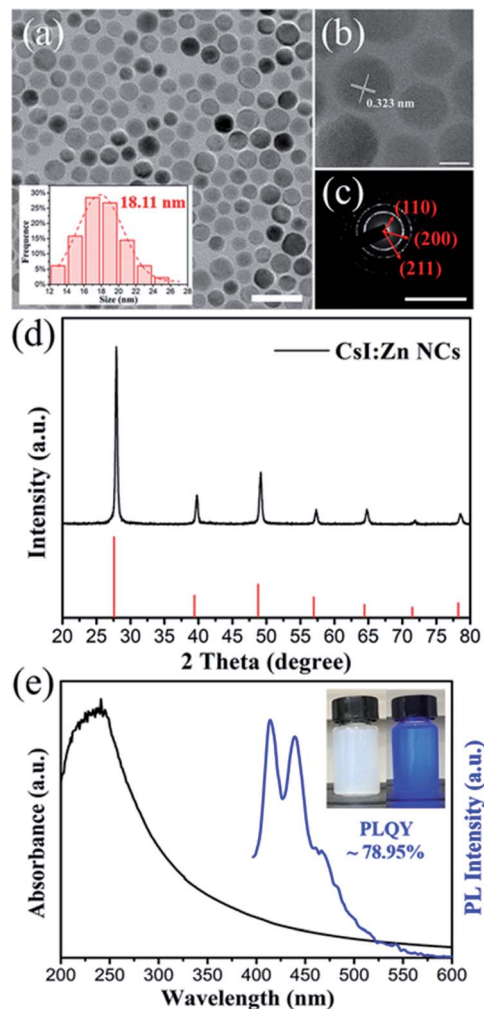 (a)
30%
25%
20%
15%
10%
5%
0%
Frequence
18.11 nm
12 14 16 18 20 22 24 26 28
Size (nm)
(b)
0.323 nm
(c)
(110)
(200)
(211)
(d)
CsI:Zn NCs
Intensity (a.u.)
20 25 30 35 40 45 50 55 60 65 70 75 80
2 Theta (degree)
(e)
Absorbance (a.u.)
PLQY
~ 78.95%
PL Intensity (a.u.)
200 250 300 350 400 450 500 550 600
Wavelength (nm)